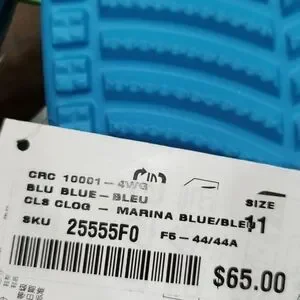 CRC 10001-4WG
BLU BLUE-BLEU SIZE
CLS CLOG - MARINA BLUE/BLE 11
SKU 25555F0 F5-44/44A
$65.00